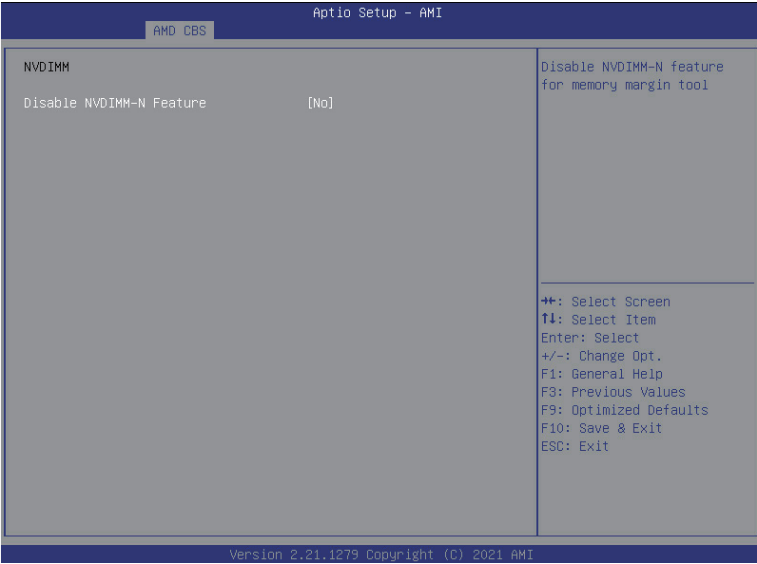 Aptio Setup - AMI
AMD CBS
NVDIMM
Disable NVDIMM-N Feature [No]
Disable NVDIMM-N feature
for memory margin tool
→←: Select Screen
↑↓: Select Item
Enter: Select
+/-: Change Opt.
F1: General Help
F3: Previous Values
F9: Optimized Defaults
F10: Save & Exit
ESC: Exit
Version 2.21.1279 Copyright (C) 2021 AMI